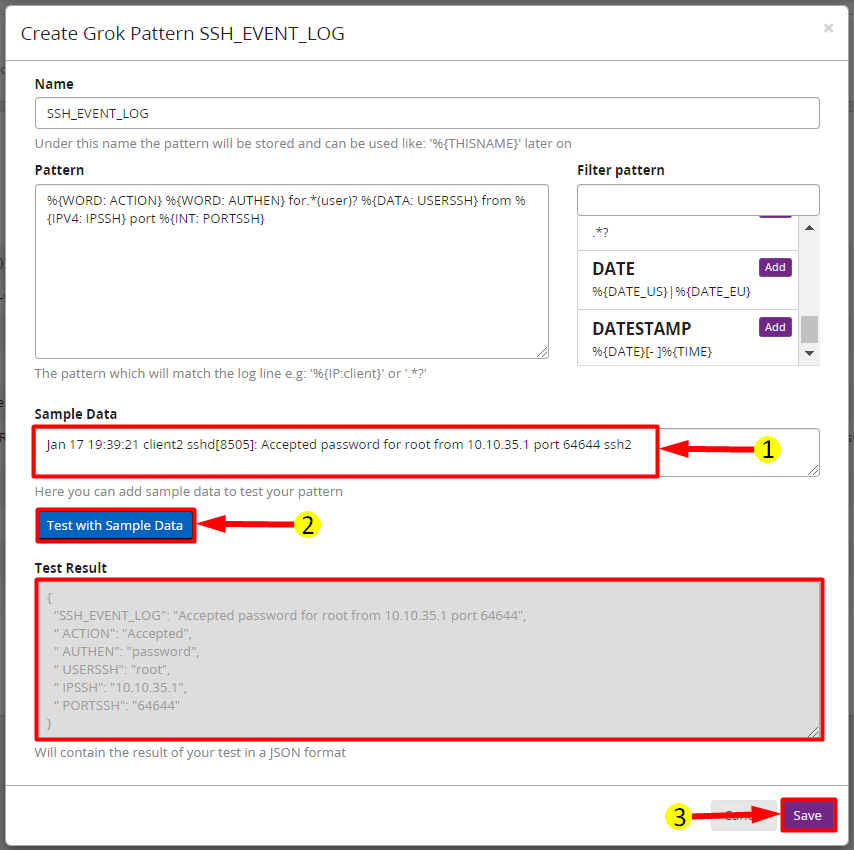 Create Grok Pattern SSH_EVENT_LOG
×
Name
SSH_EVENT_LOG
Under this name the pattern will be stored and can be used like: '%{THISNAME}' later on
Pattern
%{WORD: ACTION} %{WORD: AUTHEN} for.*(user)? %{DATA: USERSSH} from %
{IPV4: IPSSH} port %{INT: PORTSSH}
The pattern which will match the log line e.g: '%{IP:client}' or '.*?'
Filter pattern
.*?
DATE
Add
%{DATE_US}|%{DATE_EU}
DATESTAMP
Add
%{DATE}[- ]%{TIME}
Sample Data
Jan 17 19:39:21 client2 sshd[8505]: Accepted password for root from 10.10.35.1 port 64644 ssh2
1
Here you can add sample data to test your pattern
Test with Sample Data
2
Test Result
{
"SSH_EVENT_LOG": "Accepted password for root from 10.10.35.1 port 64644",
" ACTION": "Accepted",
" AUTHEN": "password",
" USERSSH": "root",
" IPSSH": "10.10.35.1",
" PORTSSH": "64644"
}
Will contain the result of your test in a JSON format
3
Save